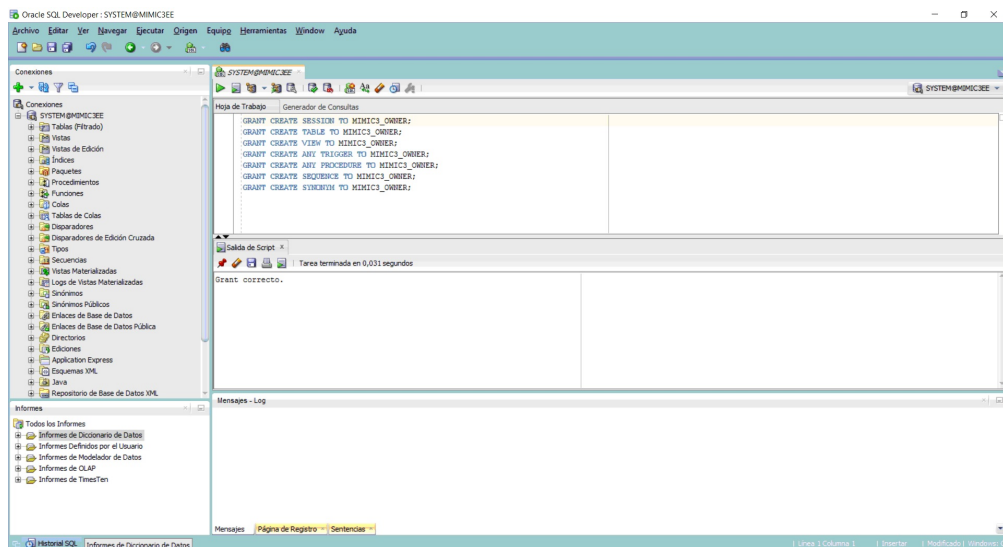 Oracle SQL Developer : SYSTEM@MIMIC3EE
Archivo Editar Ver Navegar Ejecutar Origen Equipo Herramientas Window Ayuda
Conexiones
Conexiones
SYSTEM@MIMIC3EE
Tablas (Filtrado)
Vistas
Vistas de Edición
Índices
Paquetes
Procedimientos
Funciones
Colas
Tablas de Colas
Disparadores
Disparadores de Edición Cruzada
Tipos
Secuencias
Vistas Materializadas
Logs de Vistas Materializadas
Sinónimos
Sinónimos Públicos
Enlaces de Base de Datos
Enlaces de Base de Datos Pública
Directorios
Ediciones
Application Express
Esquemas XML
Java
Repositorio de Base de Datos XML
Informes
Todos los Informes
Informes de Diccionario de Datos
Informes Definidos por el Usuario
Informes de Modelador de Datos
Informes de OLAP
Informes de TimesTen
Historial SQL Informes de Diccionario de Datos
SYSTEM@MIMIC3EE
SYSTEM@MIMIC3EE
Hoja de Trabajo Generador de Consultas
GRANT CREATE SESSION TO MIMIC3_OWNER;
GRANT CREATE TABLE TO MIMIC3_OWNER;
GRANT CREATE VIEW TO MIMIC3_OWNER;
GRANT CREATE ANY TRIGGER TO MIMIC3_OWNER;
GRANT CREATE ANY PROCEDURE TO MIMIC3_OWNER;
GRANT CREATE SEQUENCE TO MIMIC3_OWNER;
GRANT CREATE SYNONYM TO MIMIC3_OWNER;
Salida de Script
Tarea terminada en 0,031 segundos
Grant correcto.
Mensajes - Log
Mensajes Página de Registro Sentencias
Línea 1 Columna 1 Insertar Modificado Windows: